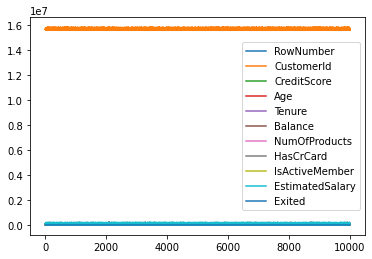 1e7
1.6
1.4
1.2
1.0
0.8
0.6
0.4
0.2
0.0
RowNumber
CustomerId
CreditScore
Age
Tenure
Balance
NumOfProducts
HasCrCard
IsActiveMember
EstimatedSalary
Exited
0 2000 4000 6000 8000 10000